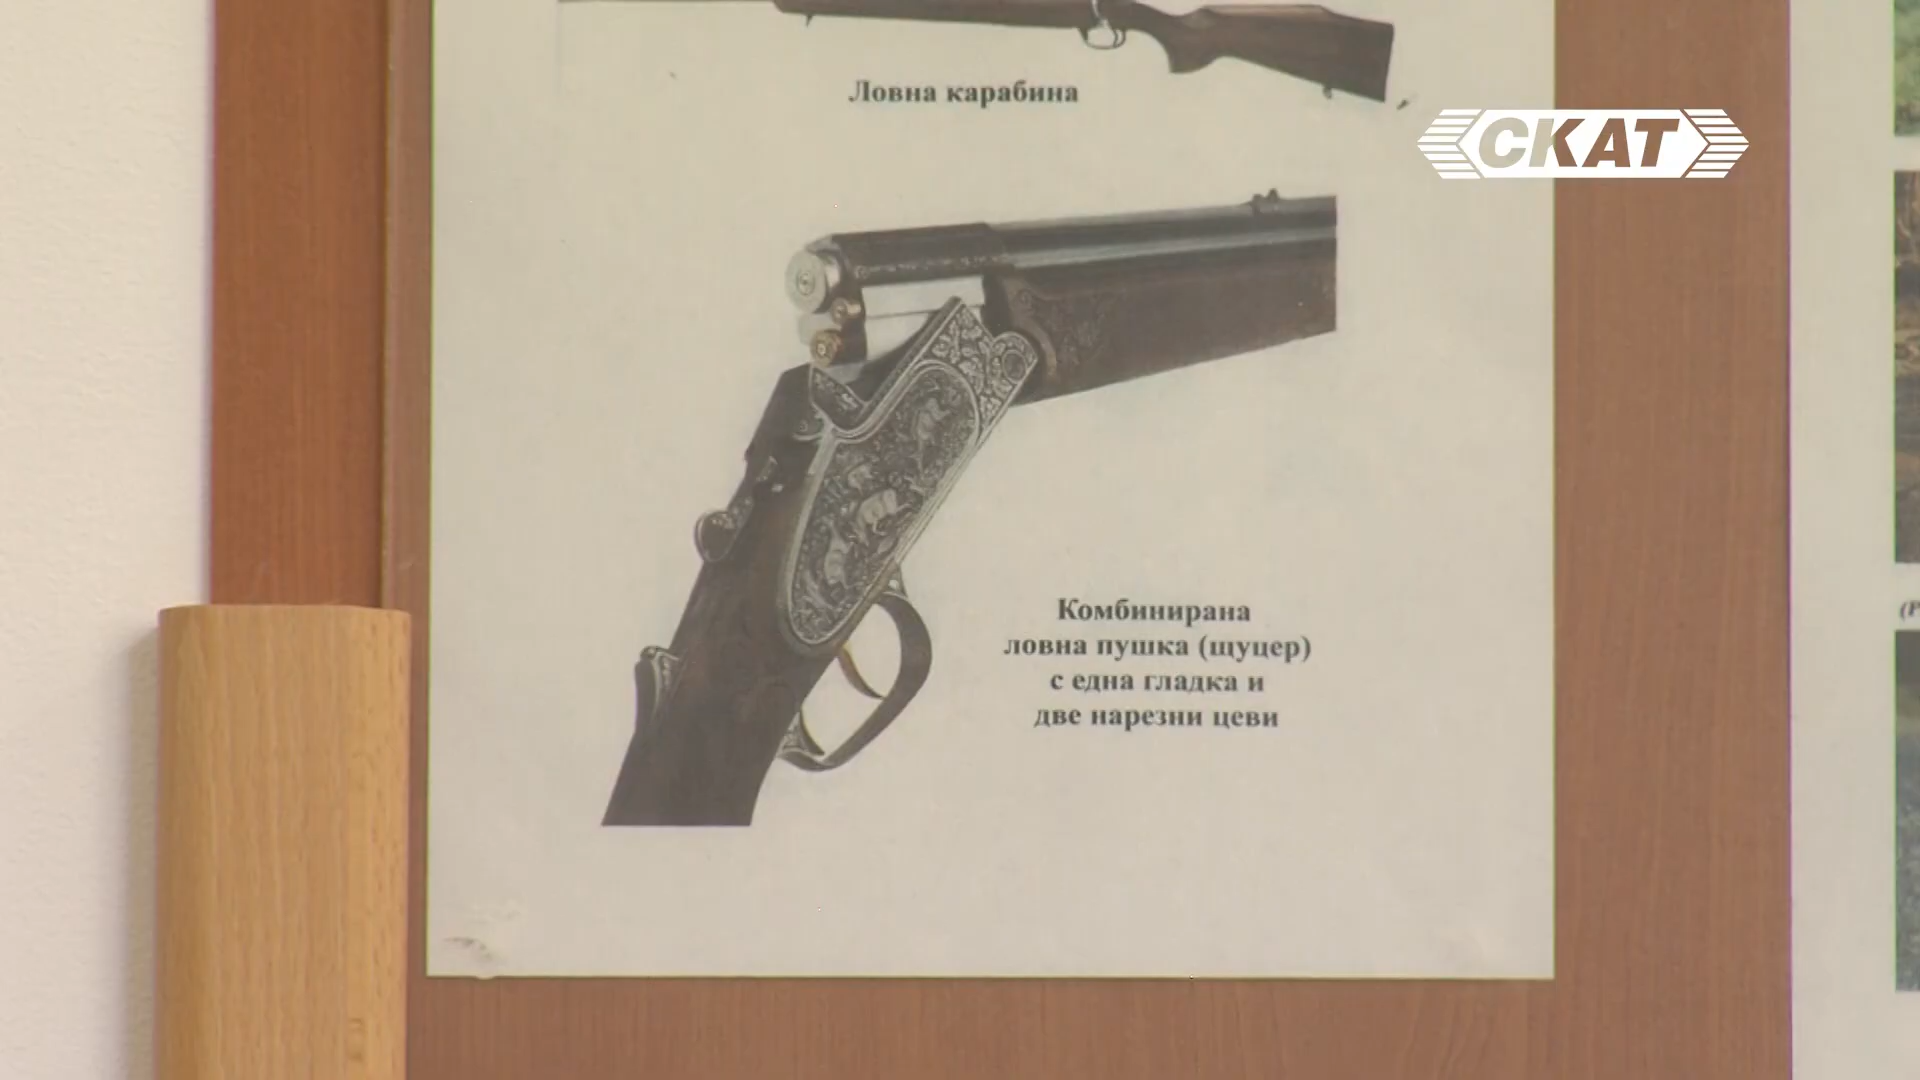 Ловна карабина
СКАТ
Комбинирана
ловна пушка (щуцер)
с една гладка и
две нарезни цеви